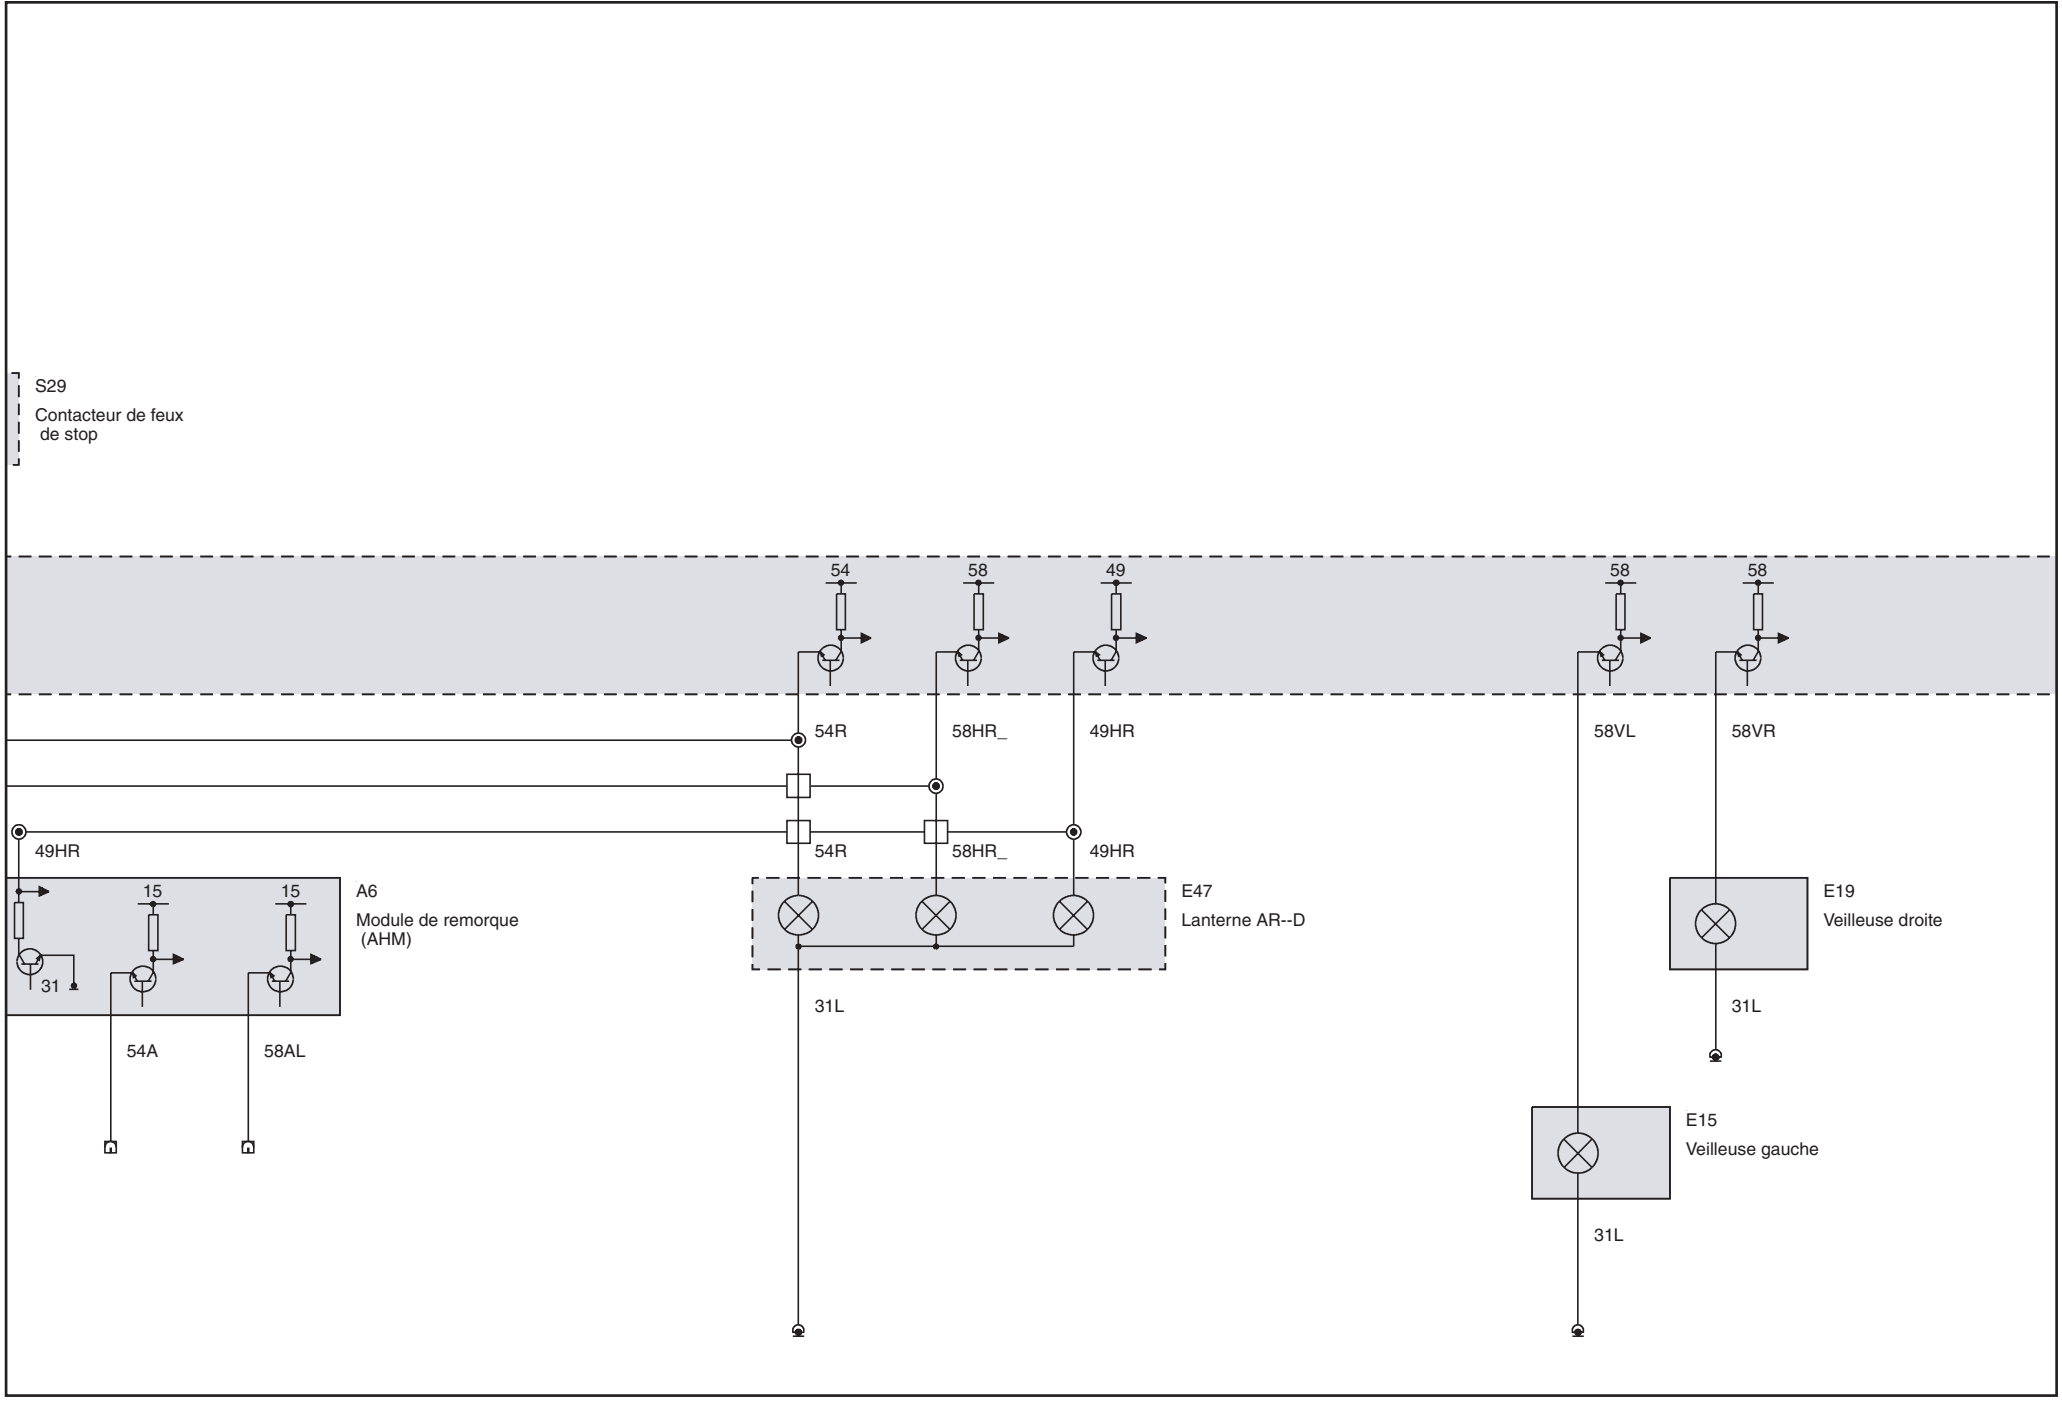 S29
Contacteur de feux
de stop
54 58 49 58 58
54R 58HR_ 49HR 58VL 58VR
49HR 54R 58HR_ 49HR
15 15 A6 E47 E19
Module de remorque Lanterne AR--D Veilleuse droite
(AHM)
31
31L 31L
54A 58AL
E15
Veilleuse gauche
31L